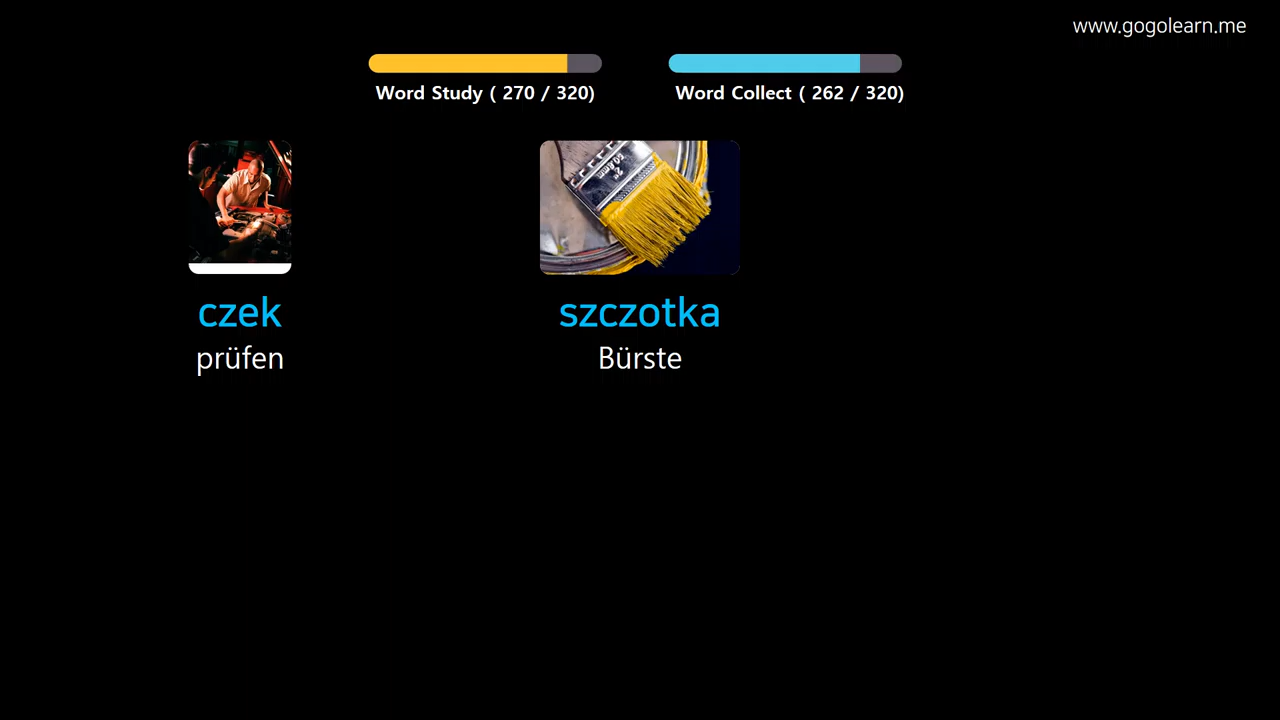 www.gogolearn.me
Word Study ( 270 / 320)
Word Collect ( 262 / 320)
czek
prüfen
szczotka
Bürste